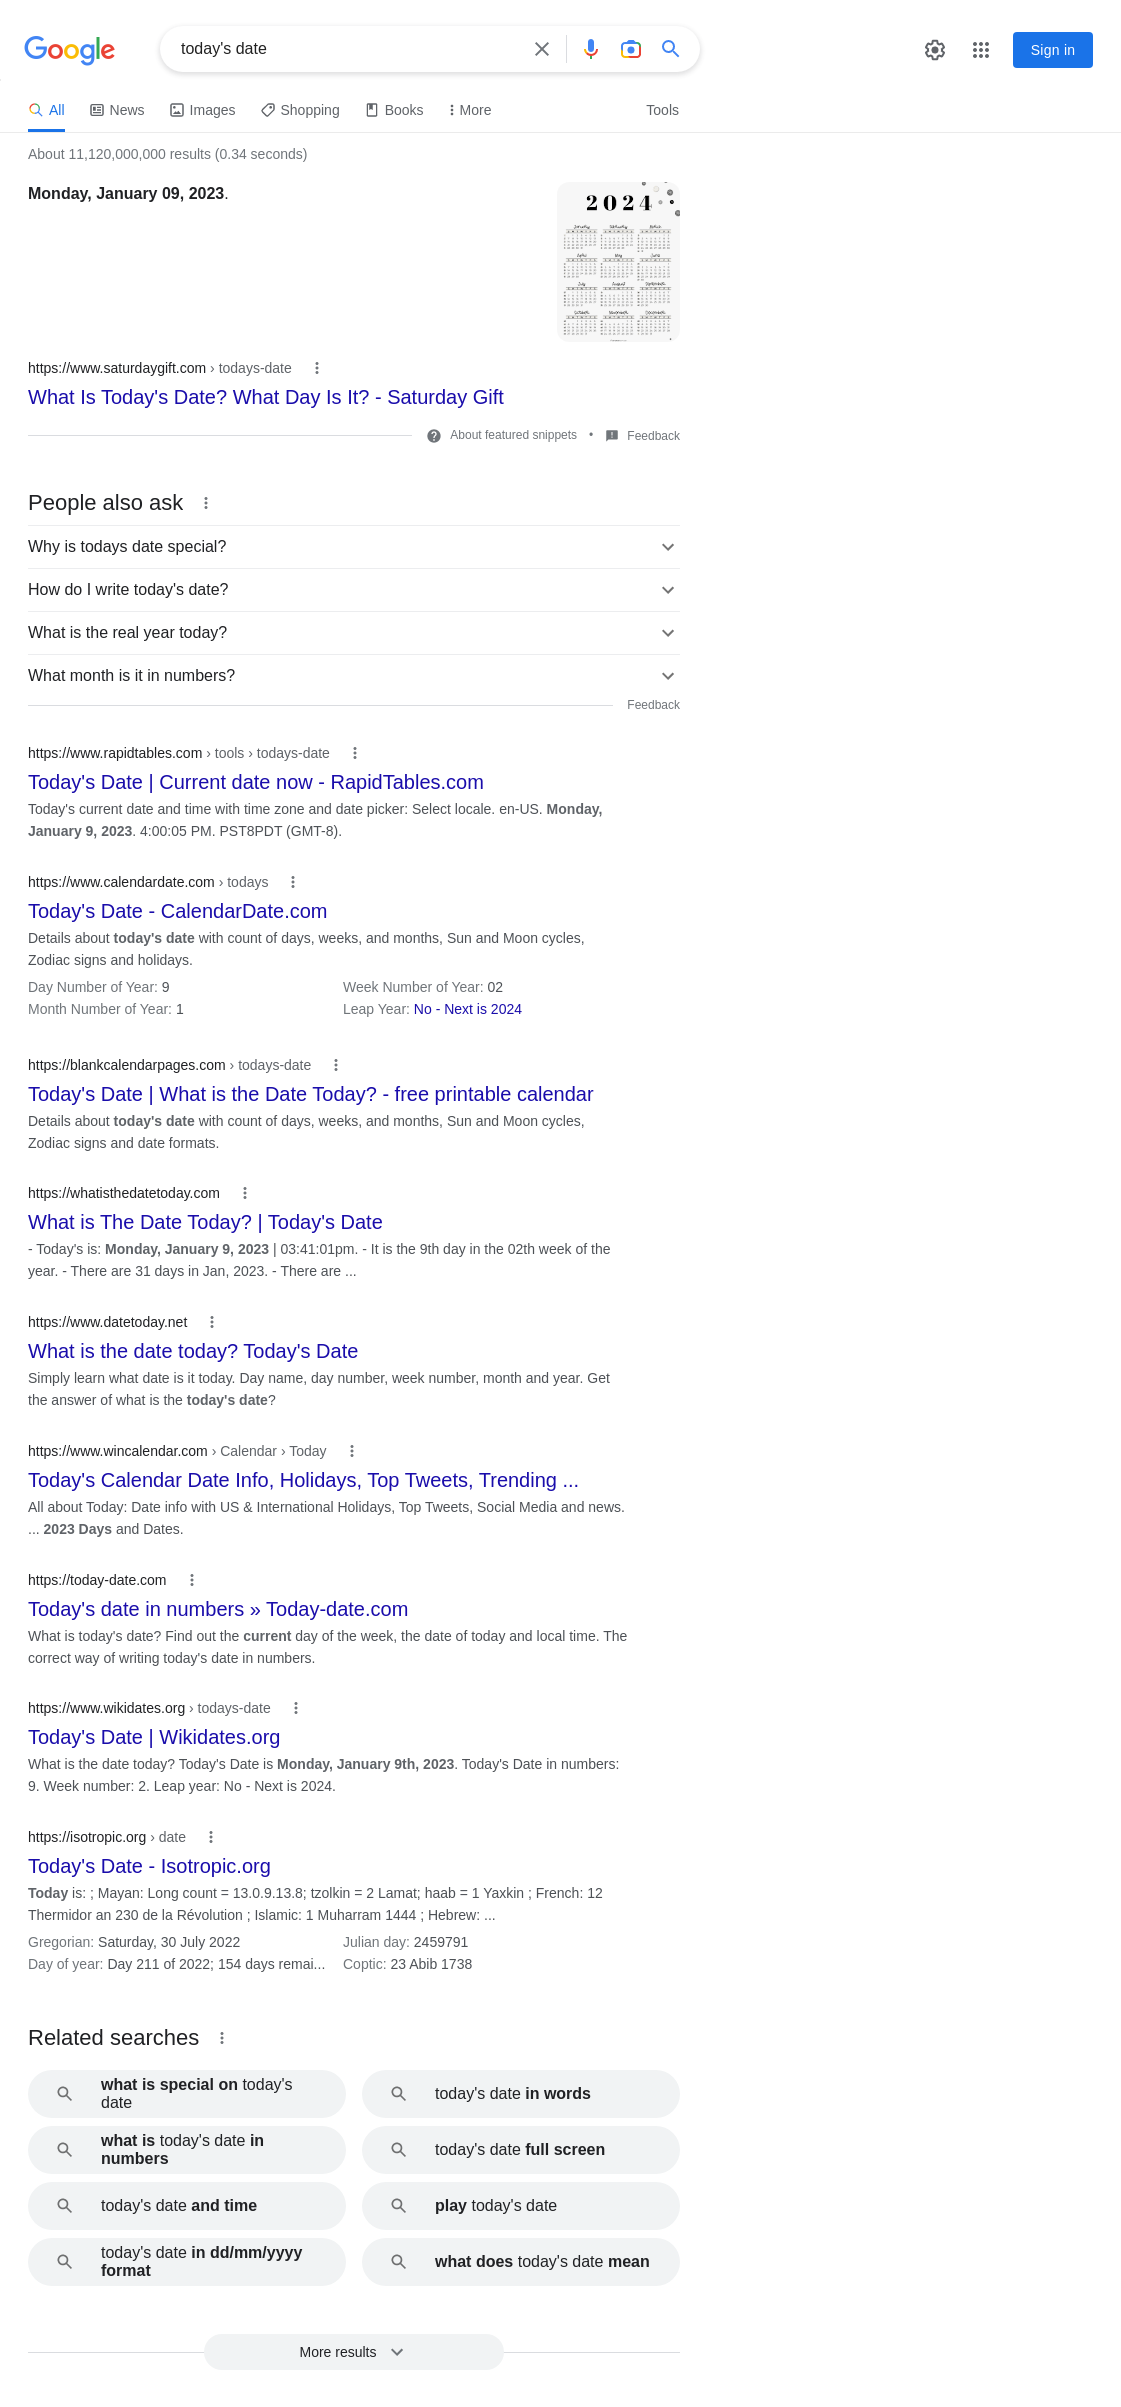 Google
today's date
Sign in
All
News
Images
Shopping
Books
More
Tools
About 11,120,000,000 results (0.34 seconds)
Monday, January 09, 2023.
2024
January February March
April May June
July August September
October November December
https://www.saturdaygift.com › todays-date
What Is Today's Date? What Day Is It? - Saturday Gift
About featured snippets • Feedback
People also ask
Why is todays date special?
How do I write today's date?
What is the real year today?
What month is it in numbers?
Feedback
https://www.rapidtables.com › tools › todays-date
Today's Date | Current date now - RapidTables.com
Today's current date and time with time zone and date picker: Select locale. en-US. Monday,
January 9, 2023. 4:00:05 PM. PST8PDT (GMT-8).
https://www.calendardate.com › todays
Today's Date - CalendarDate.com
Details about today's date with count of days, weeks, and months, Sun and Moon cycles,
Zodiac signs and holidays.
Day Number of Year: 9 Week Number of Year: 02
Month Number of Year: 1 Leap Year: No - Next is 2024
https://blankcalendarpages.com › todays-date
Today's Date | What is the Date Today? - free printable calendar
Details about today's date with count of days, weeks, and months, Sun and Moon cycles,
Zodiac signs and date formats.
https://whatisthedatetoday.com
What is The Date Today? | Today's Date
- Today's is: Monday, January 9, 2023 | 03:41:01pm. - It is the 9th day in the 02th week of the
year. - There are 31 days in Jan, 2023. - There are ...
https://www.datetoday.net
What is the date today? Today's Date
Simply learn what date is it today. Day name, day number, week number, month and year. Get
the answer of what is the today's date?
https://www.wincalendar.com › Calendar › Today
Today's Calendar Date Info, Holidays, Top Tweets, Trending ...
All about Today: Date info with US & International Holidays, Top Tweets, Social Media and news.
... 2023 Days and Dates.
https://today-date.com
Today's date in numbers » Today-date.com
What is today's date? Find out the current day of the week, the date of today and local time. The
correct way of writing today's date in numbers.
https://www.wikidates.org › todays-date
Today's Date | Wikidates.org
What is the date today? Today's Date is Monday, January 9th, 2023. Today's Date in numbers:
9. Week number: 2. Leap year: No - Next is 2024.
https://isotropic.org › date
Today's Date - Isotropic.org
Today is: ; Mayan: Long count = 13.0.9.13.8; tzolkin = 2 Lamat; haab = 1 Yaxkin ; French: 12
Thermidor an 230 de la Révolution ; Islamic: 1 Muharram 1444 ; Hebrew: ...
Gregorian: Saturday, 30 July 2022 Julian day: 2459791
Day of year: Day 211 of 2022; 154 days remai... Coptic: 23 Abib 1738
Related searches
what is special on today's
date
today's date in words
what is today's date in
numbers
today's date full screen
today's date and time
play today's date
today's date in dd/mm/yyyy
format
what does today's date mean
More results